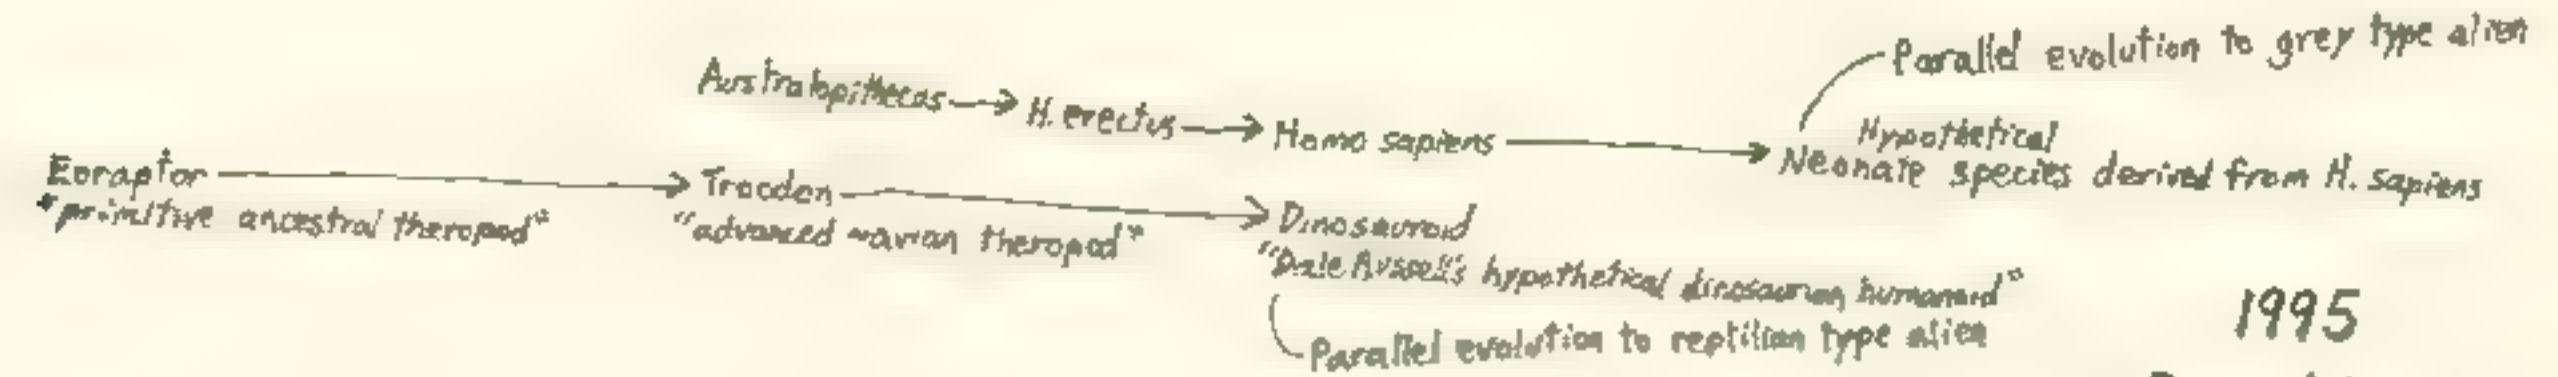 Parallel evolution to grey type alien
Australopithecus → H. erectus → Homo sapiens → Hypothetical
Neonate species derived from H. sapiens
Eoraptor → Troodon → Dinosauroid
"primitive ancestral theropod" "advanced avian theropod" "Dale Russell's hypothetical dinosaurian humanoid"
Parallel evolution to reptilian type alien
1995